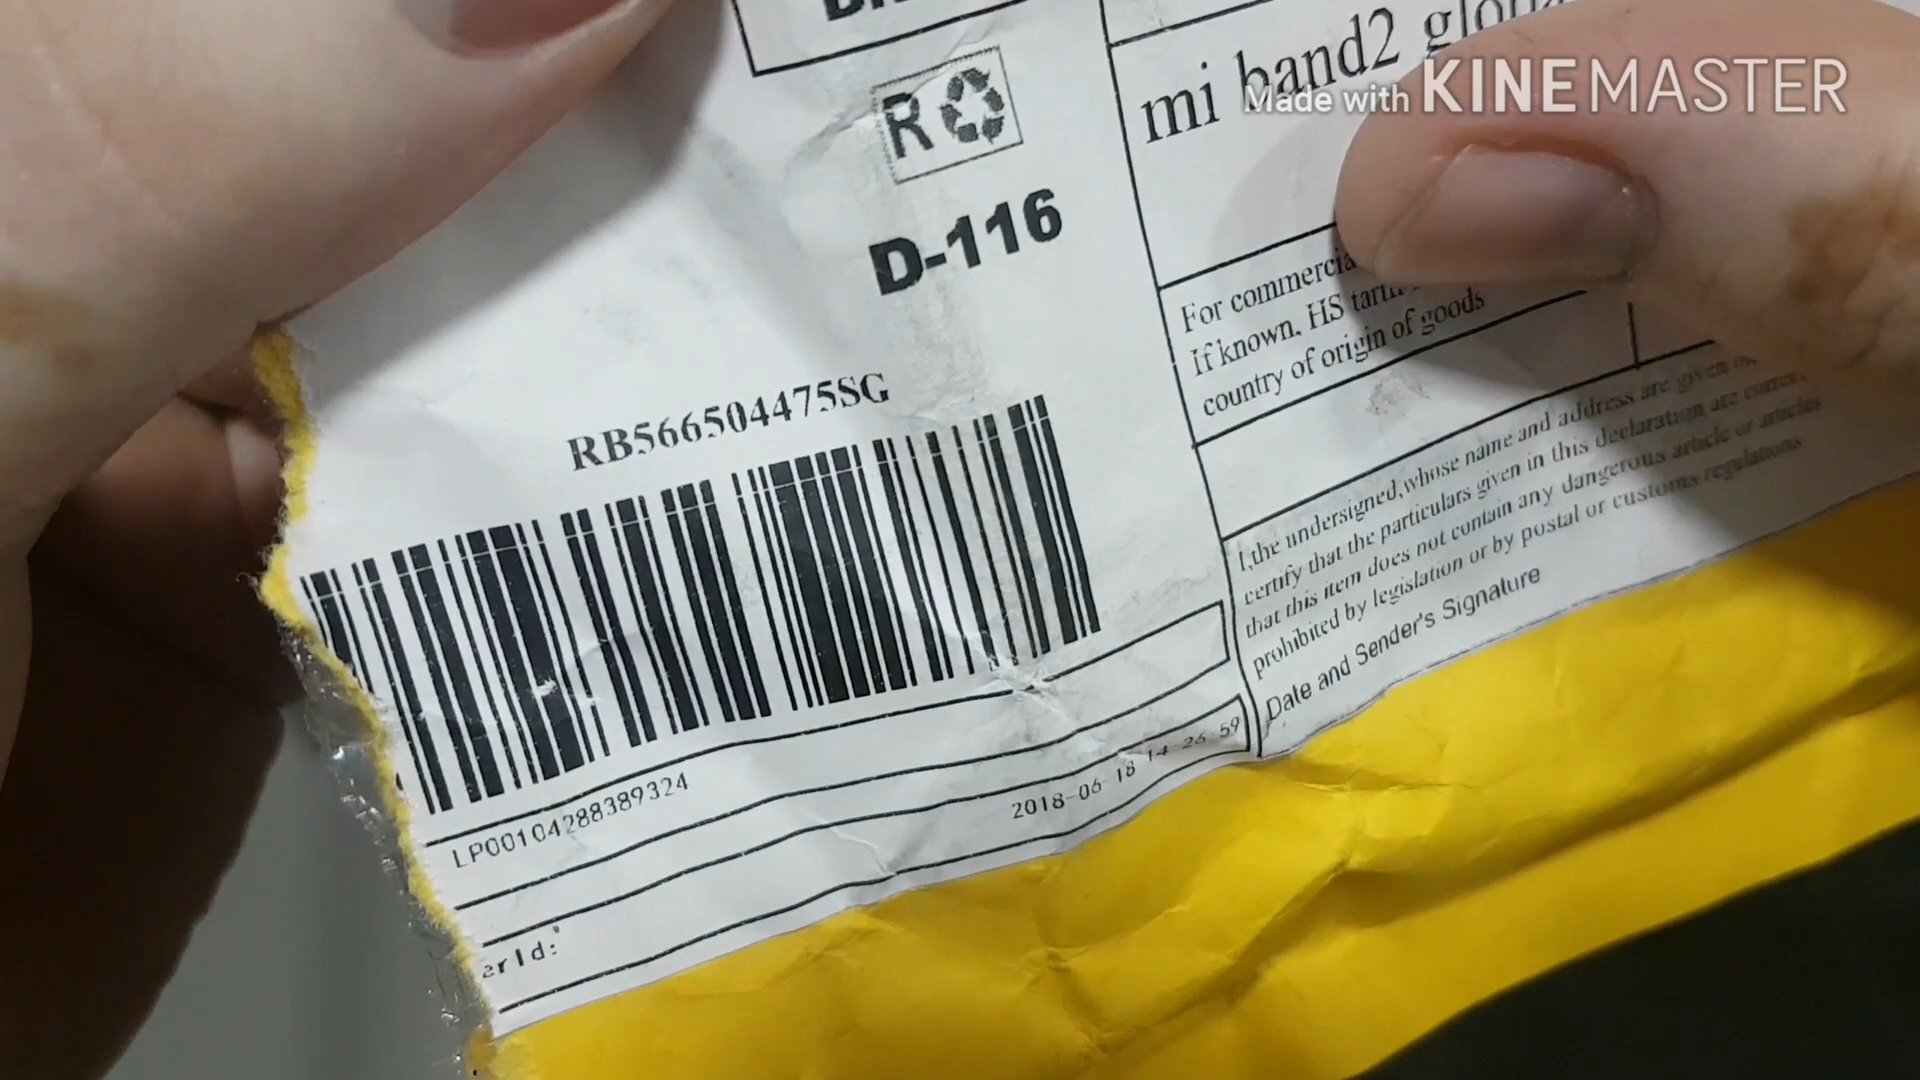 R
D-116
RB566504475SG
LP00104288389324
2018-06-18 14:26:59
erId:
mi band2
Made with KINEMASTER
For commercia
If known, HS
country of origin of goods
I,the undersigned,whose name and address are given
certify that the particulars given in this declaration are
that this item does not contain any dangerous article or articles
prohibited by legislation or by postal or customs regulations
Date and Sender's Signature